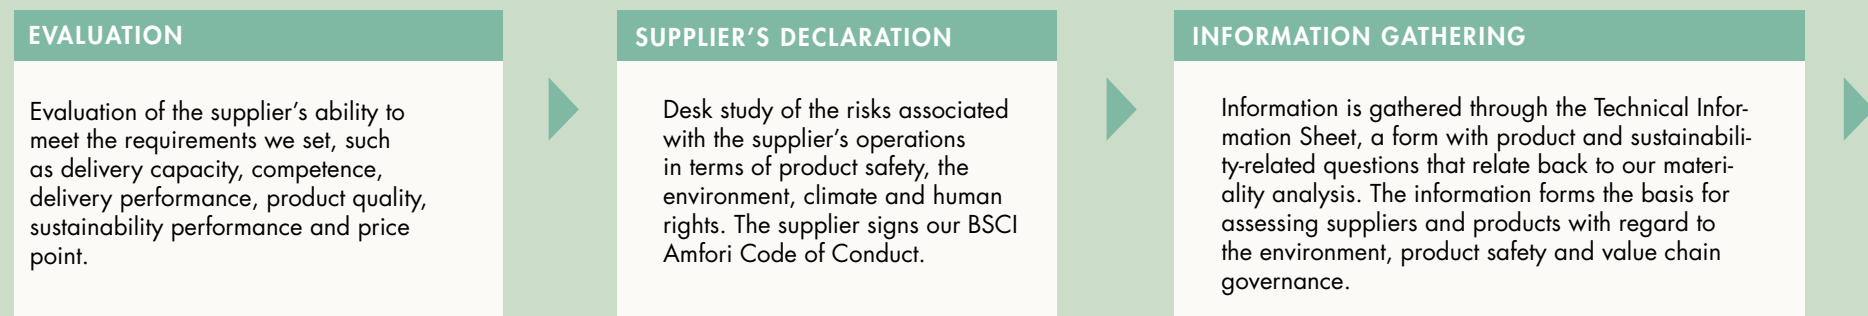 EVALUATION
Evaluation of the supplier’s ability to
meet the requirements we set, such
as delivery capacity, competence,
delivery performance, product quality,
sustainability performance and price
point.
SUPPLIER’S DECLARATION
Desk study of the risks associated
with the supplier’s operations
in terms of product safety, the
environment, climate and human
rights. The supplier signs our BSCI
Amfori Code of Conduct.
INFORMATION GATHERING
Information is gathered through the Technical Infor-
mation Sheet, a form with product and sustainabili-
ty-related questions that relate back to our materi-
ality analysis. The information forms the basis for
assessing suppliers and products with regard to
the environment, product safety and value chain
governance.